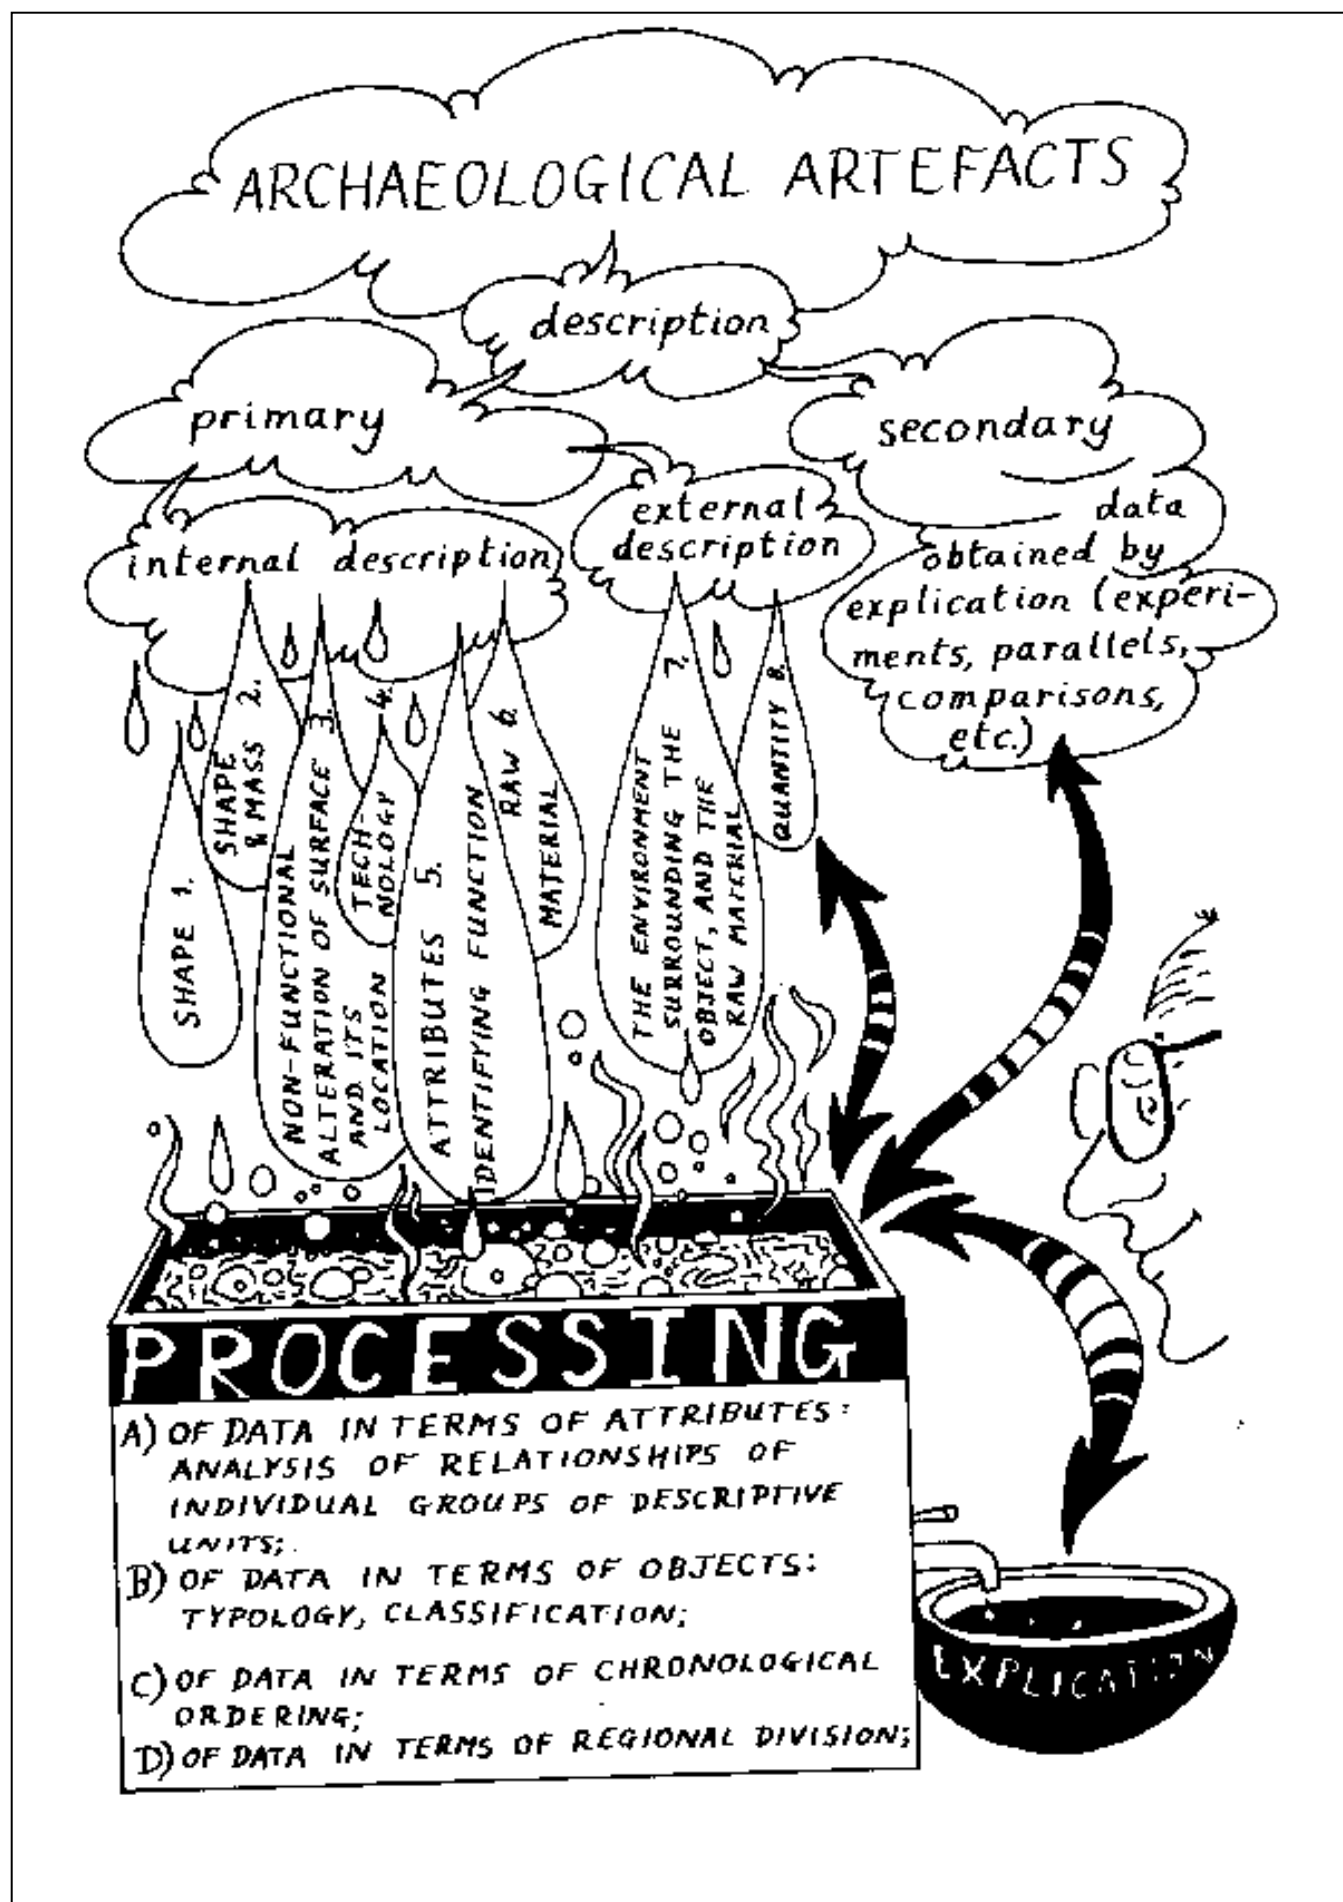 ARCHAEOLOGICAL ARTEFACTS
description
primary
secondary
internal description
external
description
data
obtained by
explication (experi-
ments, parallels,
comparisons,
etc.)
SHAPE 1.
SHAPE 2.
& MASS
NON-FUNCTIONAL
ALTERATION OF SURFACE 3.
AND ITS
LOCATION
TECH- 4.
NOLOGY
ATTRIBUTES 5.
IDENTIFYING FUNCTION
RAW 6.
MATERIAL
THE ENVIRONMENT 7.
SURROUNDING THE
OBJECT, AND THE
RAW MATERIAL
QUANTITY 8.
PROCESSING
A) OF DATA IN TERMS OF ATTRIBUTES:
ANALYSIS OF RELATIONSHIPS OF
INDIVIDUAL GROUPS OF DESCRIPTIVE
UNITS;
B) OF DATA IN TERMS OF OBJECTS:
TYPOLOGY, CLASSIFICATION;
C) OF DATA IN TERMS OF CHRONOLOGICAL
ORDERING;
D) OF DATA IN TERMS OF REGIONAL DIVISION;
EXPLICATION